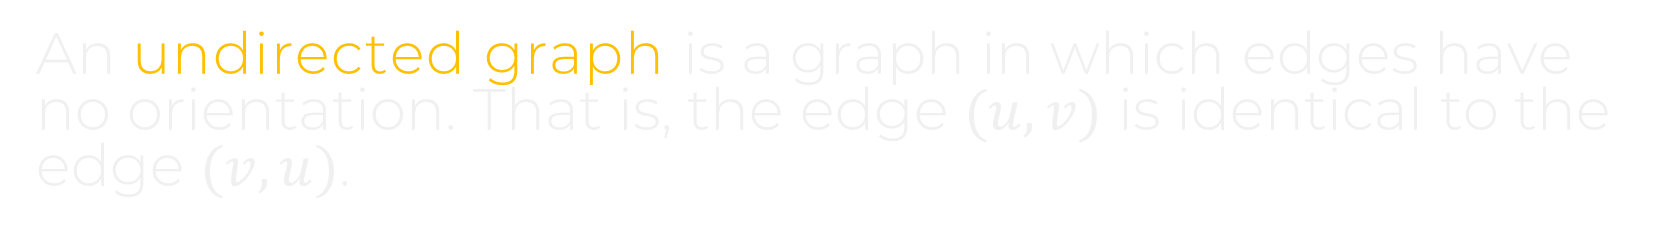 An undirected graph is a graph in which edges have
no orientation. That is, the edge (u, v) is identical to the
edge (v, u).